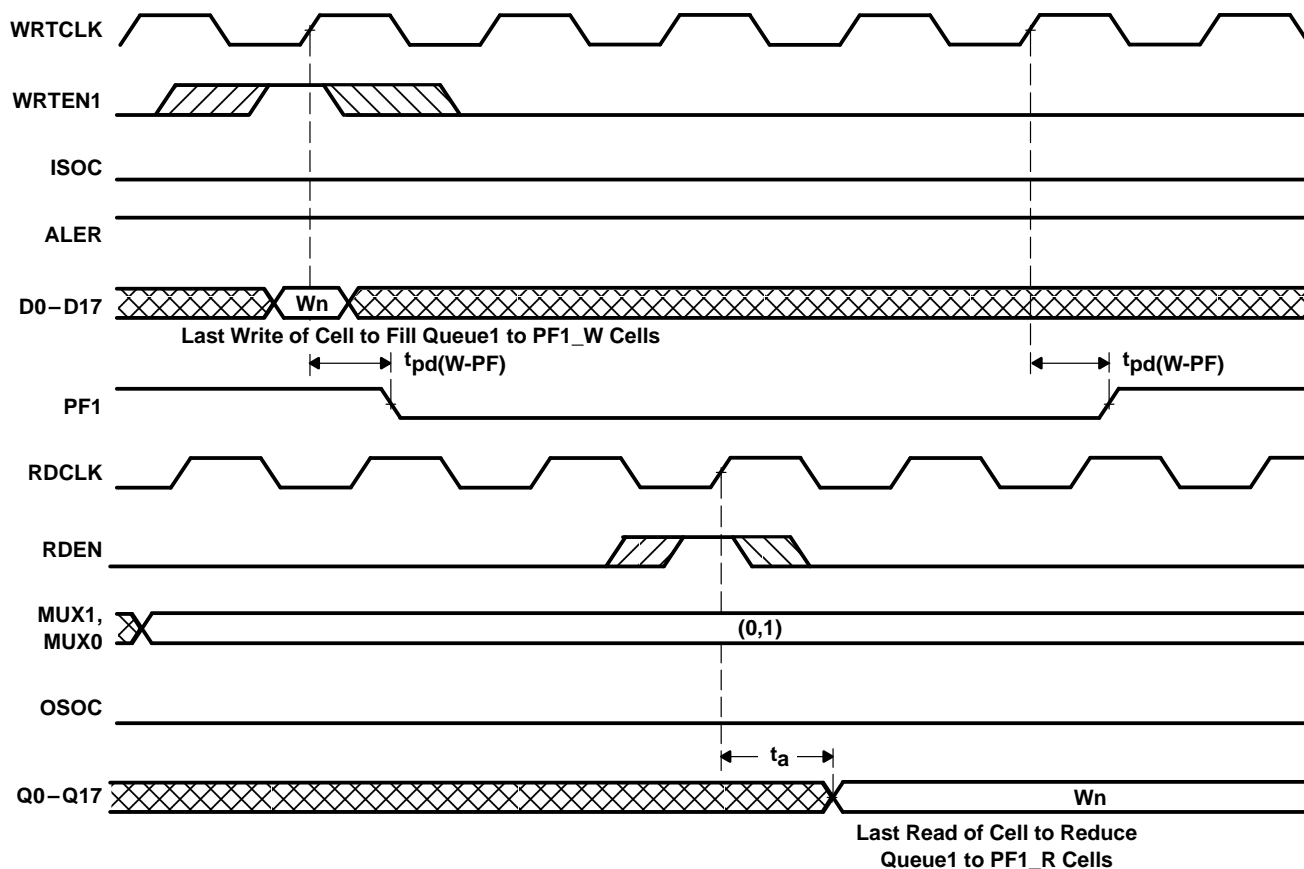 WRTCLK
WRTEN1
ISOC
ALER
D0–D17
Wn
Last Write of Cell to Fill Queue1 to PF1_W Cells
tpd(W-PF)
tpd(W-PF)
PF1
RDCLK
RDEN
MUX1,
MUX0
(0,1)
OSOC
ta
Q0–Q17
Wn
Last Read of Cell to Reduce
Queue1 to PF1_R Cells